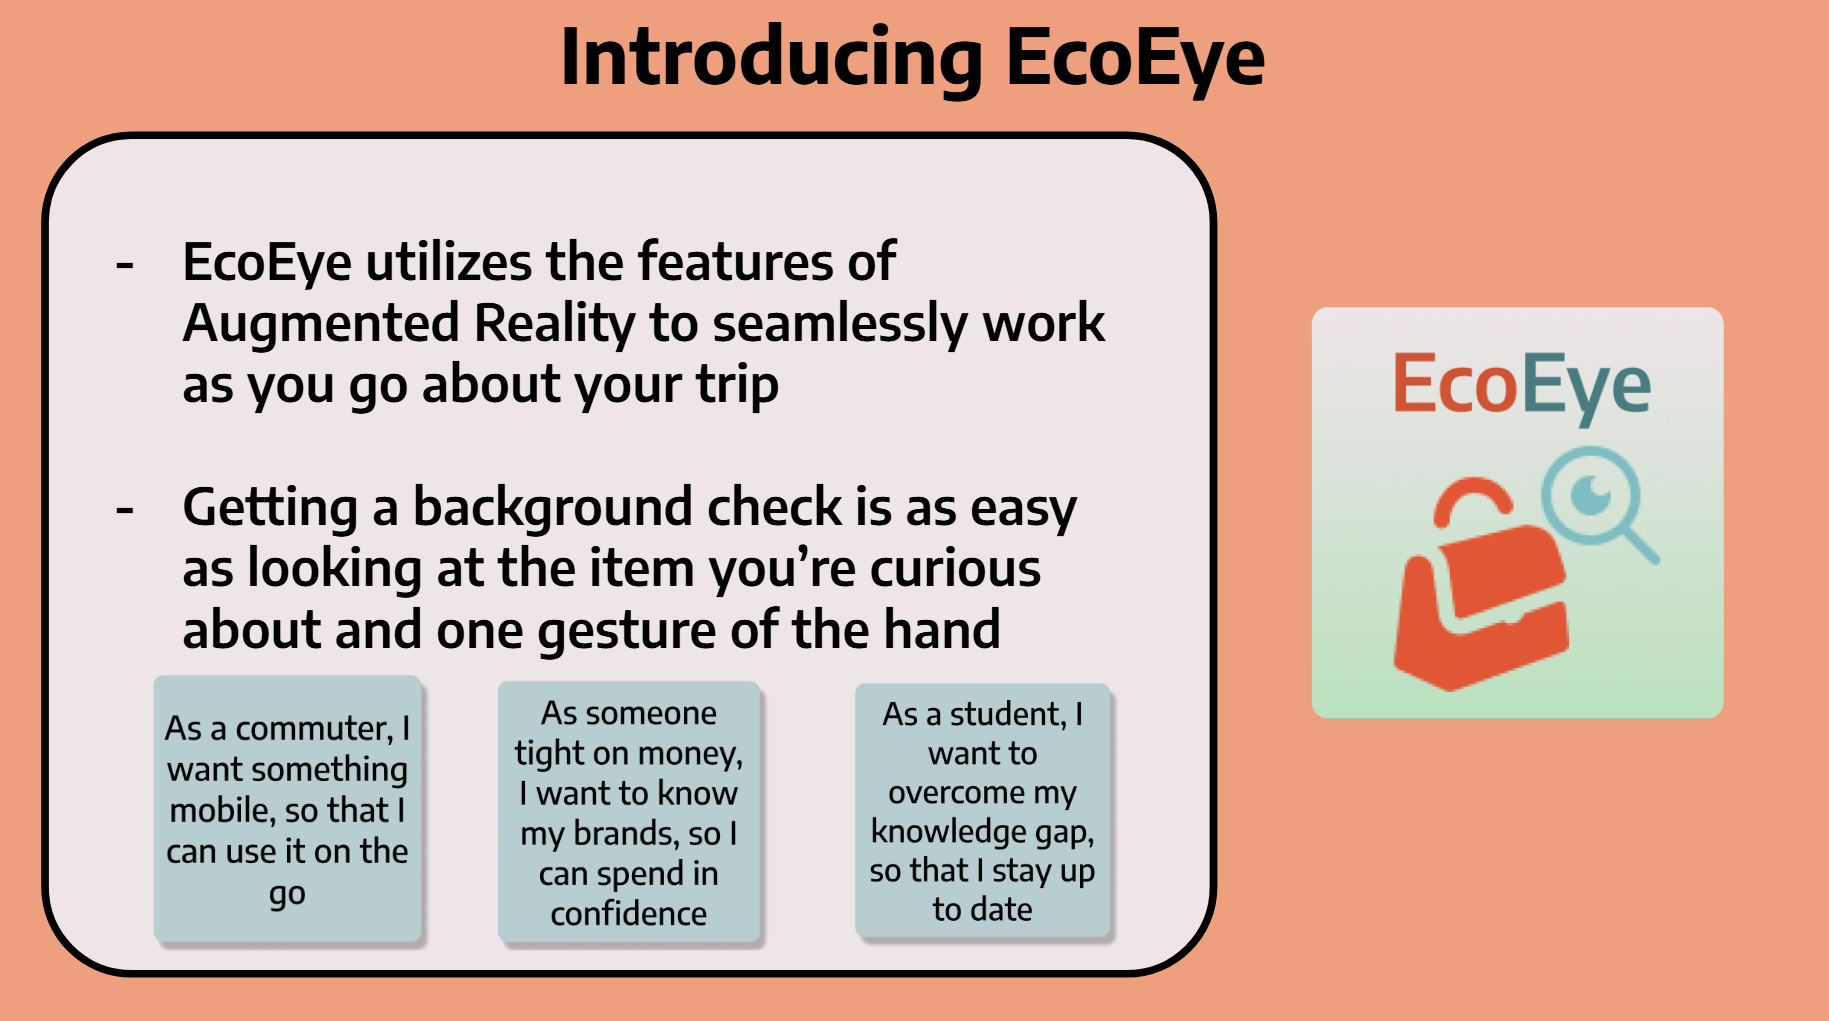 Introducing EcoEye
- EcoEye utilizes the features of
Augmented Reality to seamlessly work
as you go about your trip
- Getting a background check is as easy
as looking at the item you’re curious
about and one gesture of the hand
As a commuter, I
want something
mobile, so that I
can use it on the
go
As someone
tight on money,
I want to know
my brands, so I
can spend in
confidence
As a student, I
want to
overcome my
knowledge gap,
so that I stay up
to date
EcoEye